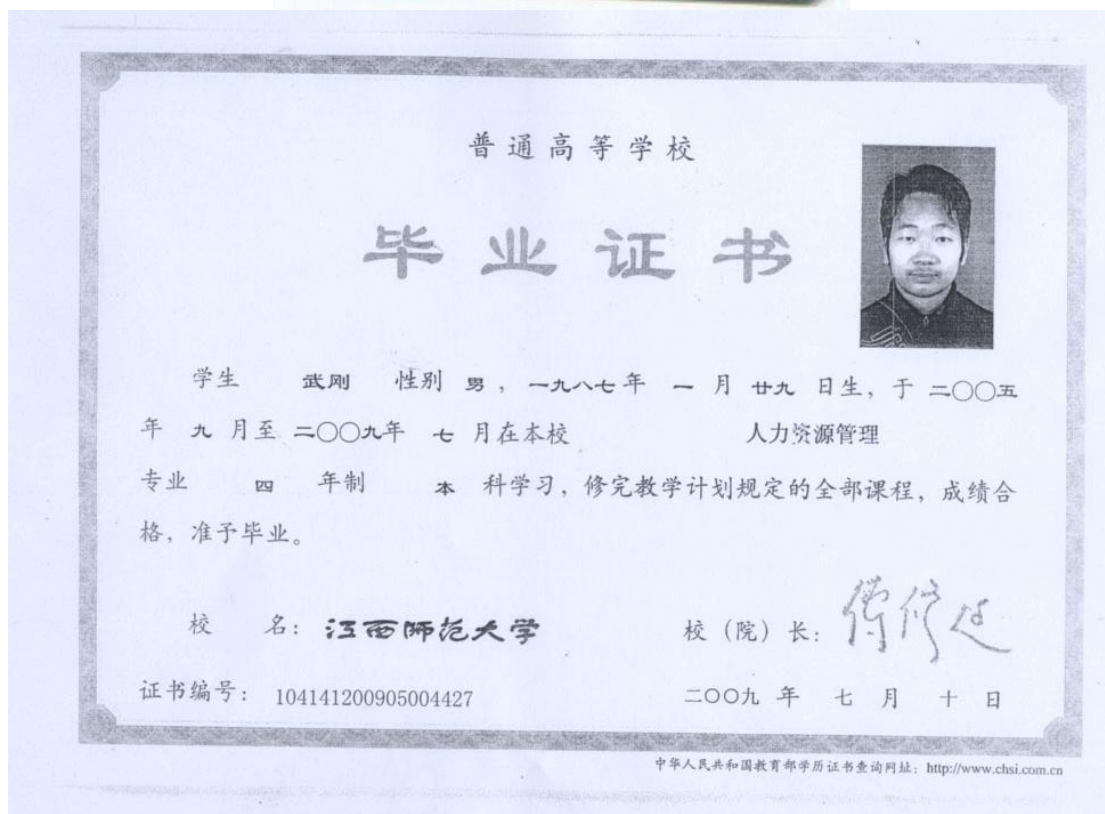 普通高等学校
毕业证书
学生 武刚 性别 男，一九八七年 一 月 廿九 日生，于 二〇〇五
年 九 月至 二〇〇九年 七 月在本校 人力资源管理
专业 四 年制 本 科学习，修完教学计划规定的全部课程，成绩合
格，准予毕业。
校 名：江西师范大学 校（院）长：傅修延
证书编号：104141200905004427 二〇〇九 年 七 月 十 日
中华人民共和国教育部学历证书查询网址：http://www.chsi.com.cn